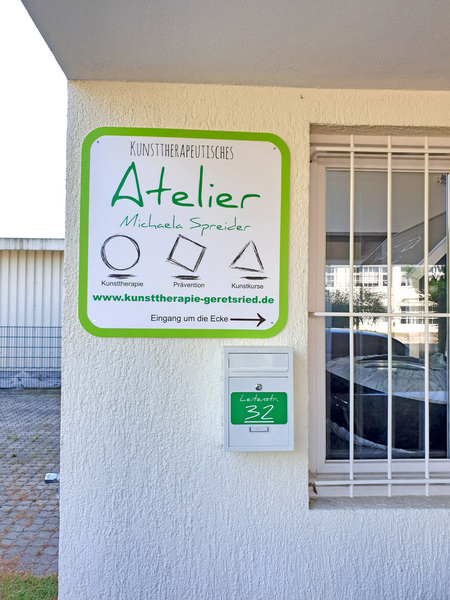 Kunsttherapeutisches
Atelier
Michaela Spreider
Kunsttherapie Prävention Kunstkurse
www.kunsttherapie-geretsried.de
Eingang um die Ecke
Leitenstr.
32